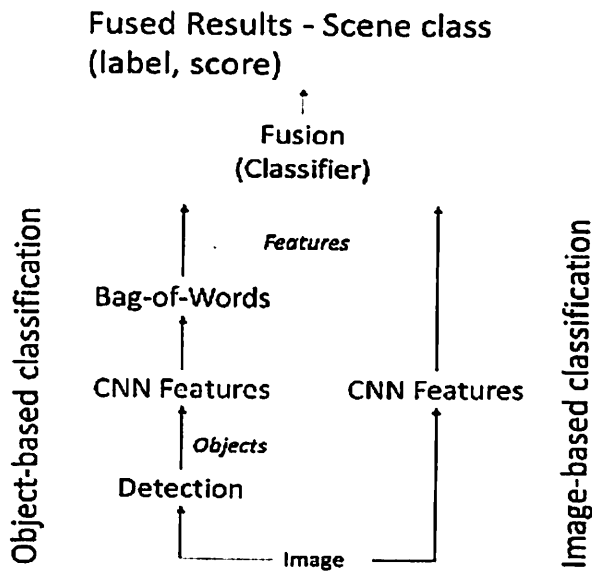 Fused Results - Scene class
(label, score)
Fusion
(Classifier)
Features
Bag-of-Words
CNN Features
CNN Features
Objects
Detection
Image
Object-based classification
Image-based classification